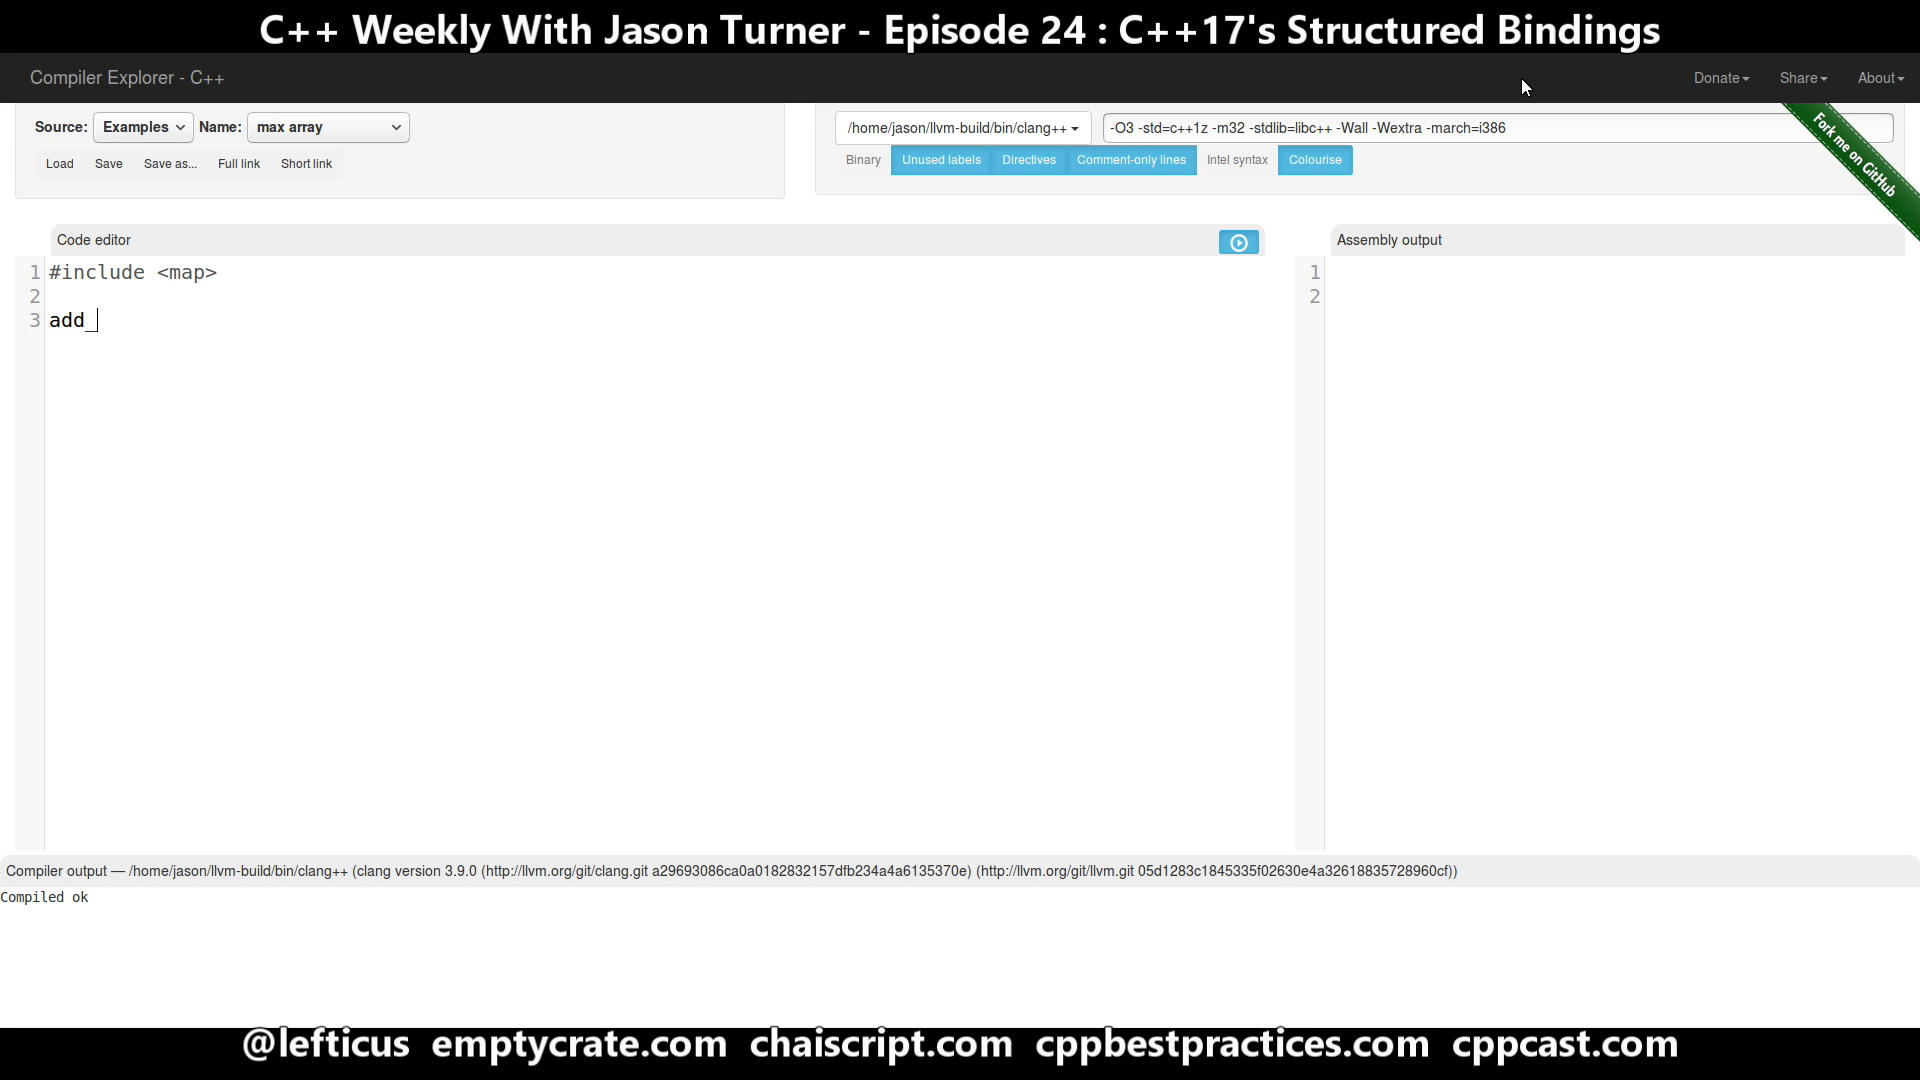 C++ Weekly With Jason Turner - Episode 24 : C++17's Structured Bindings
Compiler Explorer - C++
Donate
Share
About
Source: Examples Name: max array
/home/jason/llvm-build/bin/clang++
-O3 -std=c++1z -m32 -stdlib=libc++ -Wall -Wextra -march=i386
Fork me on GitHub
Load Save Save as... Full link Short link
Binary Unused labels Directives Comment-only lines Intel syntax Colourise
Code editor
Assembly output
1 #include <map>
2
3 add_
1
2
Compiler output — /home/jason/llvm-build/bin/clang++ (clang version 3.9.0 (http://llvm.org/git/clang.git a29693086ca0a0182832157dfb234a4a6135370e) (http://llvm.org/git/llvm.git 05d1283c1845335f02630e4a32618835728960cf))
Compiled ok
@lefticus emptycrate.com chaiscript.com cppbestpractices.com cppcast.com